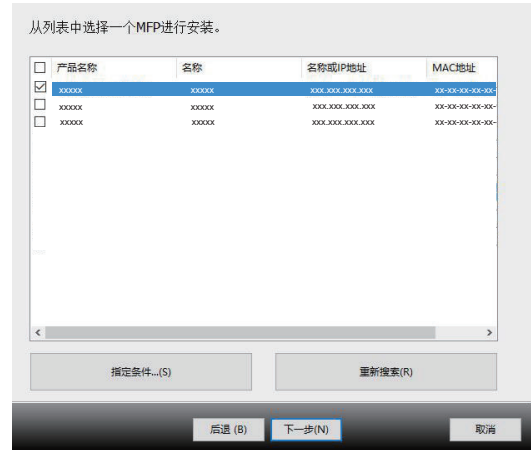 从列表中选择一个MFP进行安装。
产品名称 名称 名称或IP地址 MAC地址
xxxxx xxxxx xxx.xxx.xxx.xxx xx-xx-xx-xx-xx-
xxxxx xxxxx xxx.xxx.xxx.xxx xx-xx-xx-xx-xx-
xxxxx xxxxx xxx.xxx.xxx.xxx xx-xx-xx-xx-xx-
指定条件...(S) 重新搜索(R)
后退 (B) 下一步(N) 取消